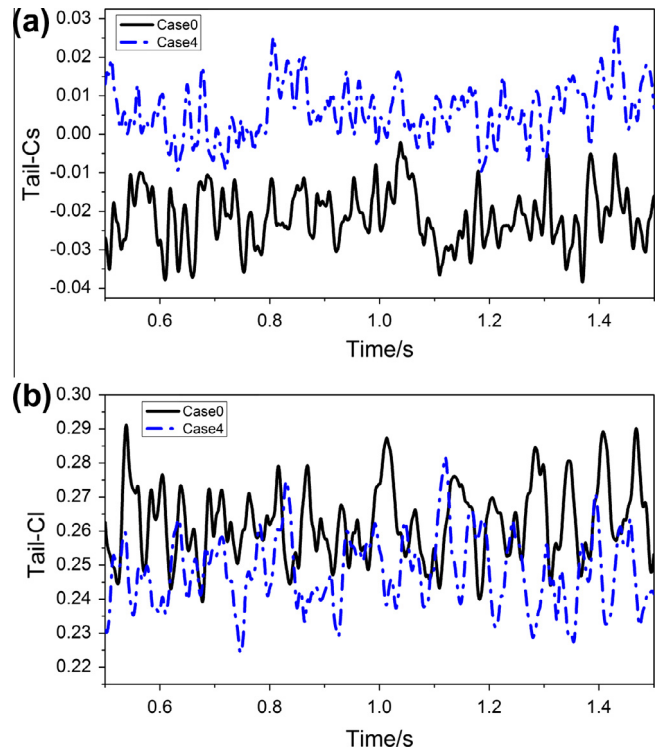 (a)
Case0
Case4
0.03
0.02
0.01
0.00
-0.01
-0.02
-0.03
-0.04
Tail-Cs
0.6 0.8 1.0 1.2 1.4
Time/s
(b)
Case0
Case4
0.30
0.29
0.28
0.27
0.26
0.25
0.24
0.23
0.22
Tail-Cl
0.6 0.8 1.0 1.2 1.4
Time/s